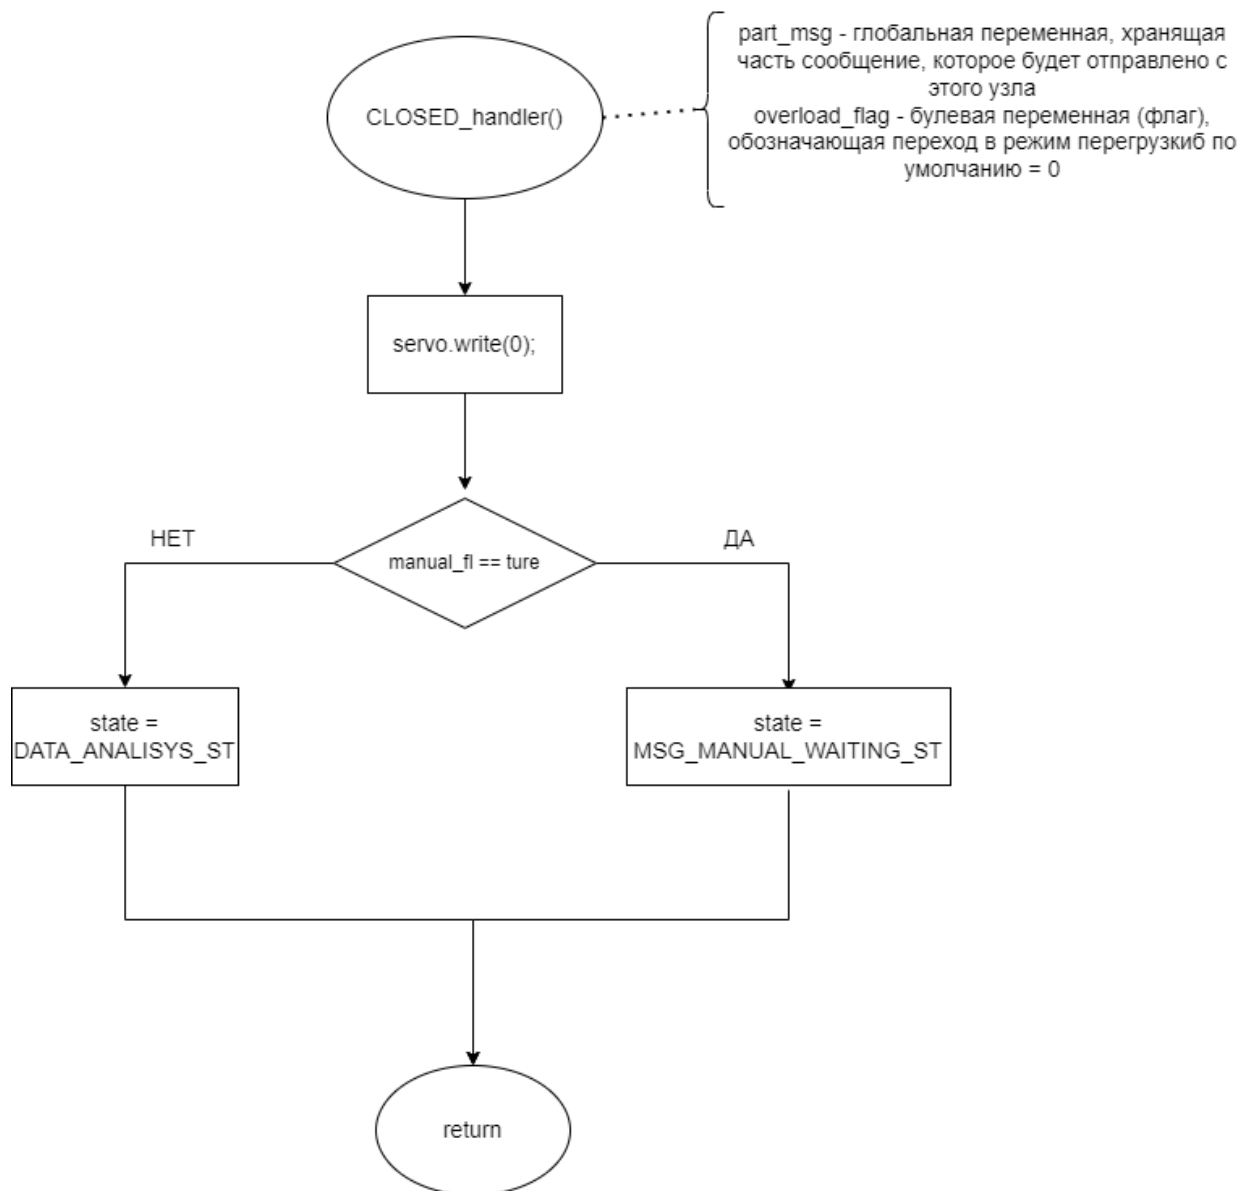 CLOSED_handler()
part_msg - глобальная переменная, хранящая
часть сообщение, которое будет отправлено с
этого узла
overload_flag - булевая переменная (флаг),
обозначающая переход в режим перегрузкиб по
умолчанию = 0
servo.write(0);
НЕТ
ДА
manual_fl == ture
state =
DATA_ANALISYS_ST
state =
MSG_MANUAL_WAITING_ST
return